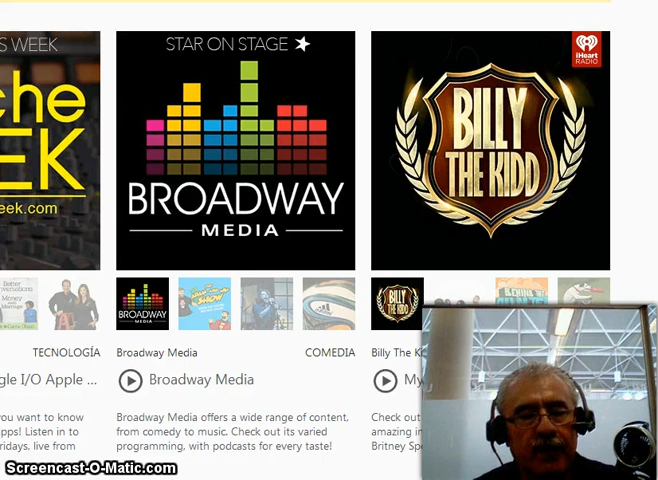 S WEEK
che
EK
eek.com
STAR ON STAGE
BROADWAY
MEDIA
iHeart
RADIO
BILLY
THE KIDD
BROADWAY
MEDIA
BILLY
THE KIDD
TECNOLOGÍA
gle I/O Apple ...
ou want to know
pps! Listen in to
ridays, live from
Broadway Media
COMEDIA
Broadway Media
Broadway Media offers a wide range of content,
from comedy to music. Check out its varied
programming, with podcasts for every taste!
Billy The K
My
Check out
amazing in
Britney Spe
Screencast-O-Matic.com